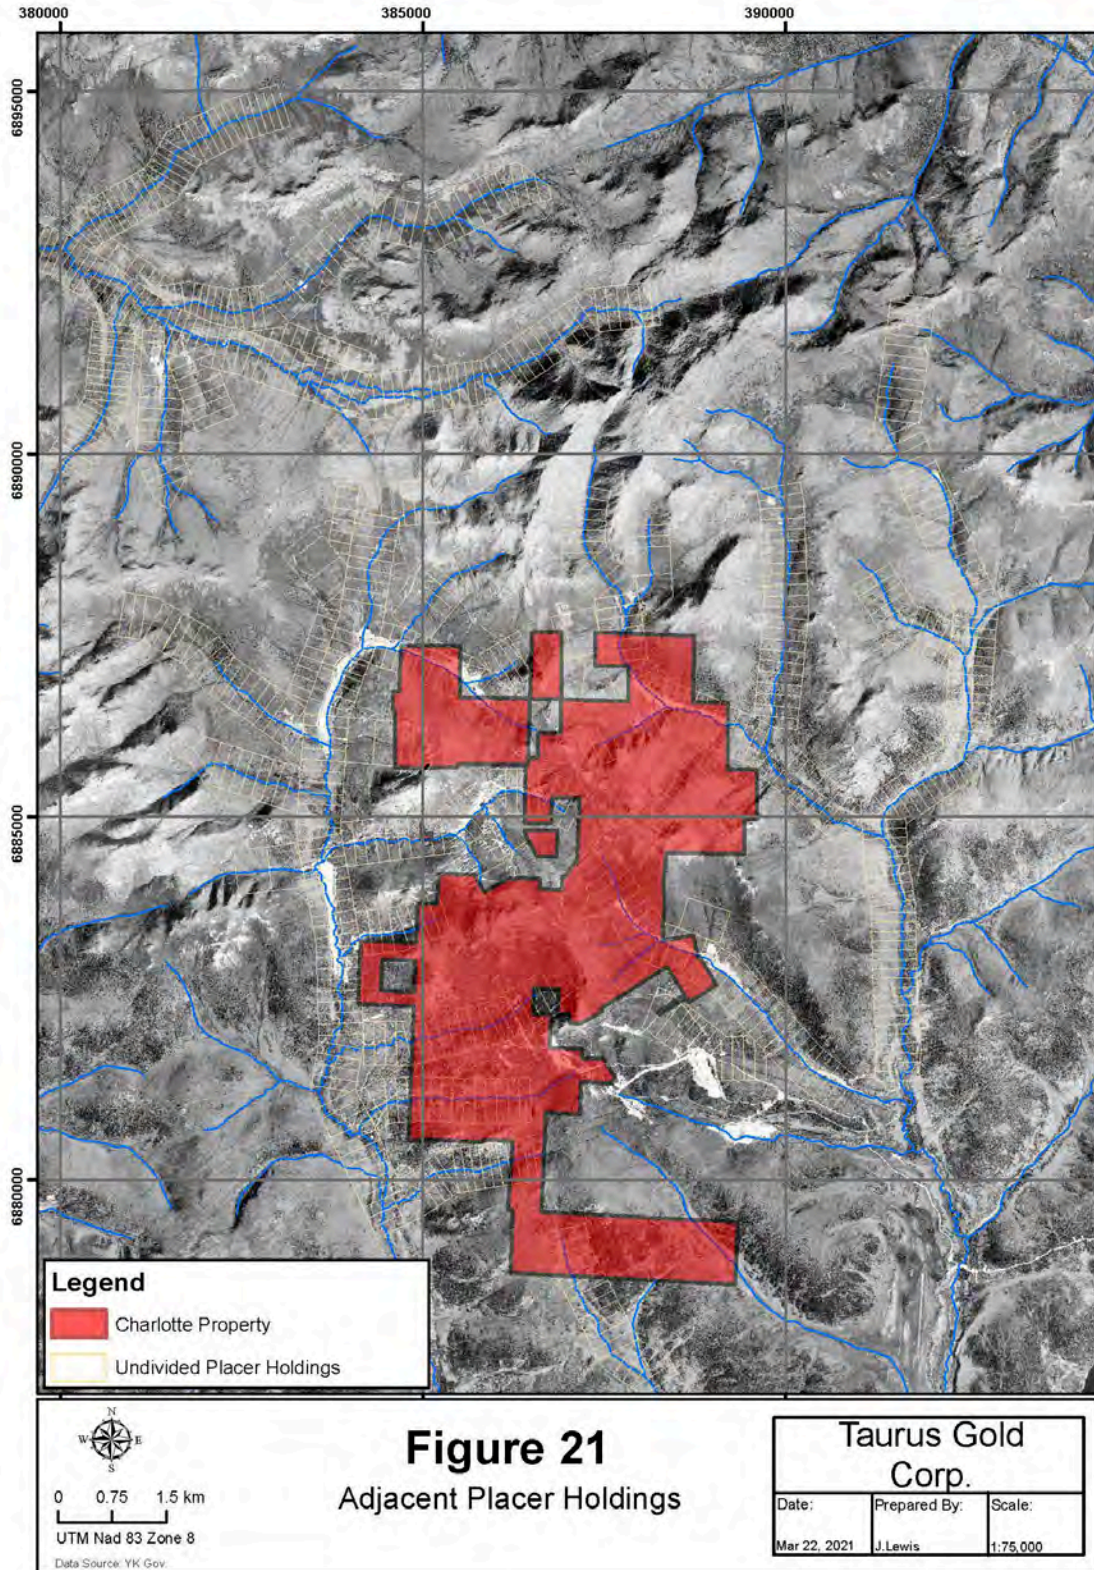 380000 385000 390000
6895000
6890000
6885000
6880000
Legend
Charlotte Property
Undivided Placer Holdings
N
W E
S
0 0.75 1.5 km
UTM Nad 83 Zone 8
Data Source: YK Gov.
Figure 21
Adjacent Placer Holdings
Taurus Gold
Corp.
Date: Prepared By: Scale:
Mar 22, 2021 J.Lewis 1:75,000